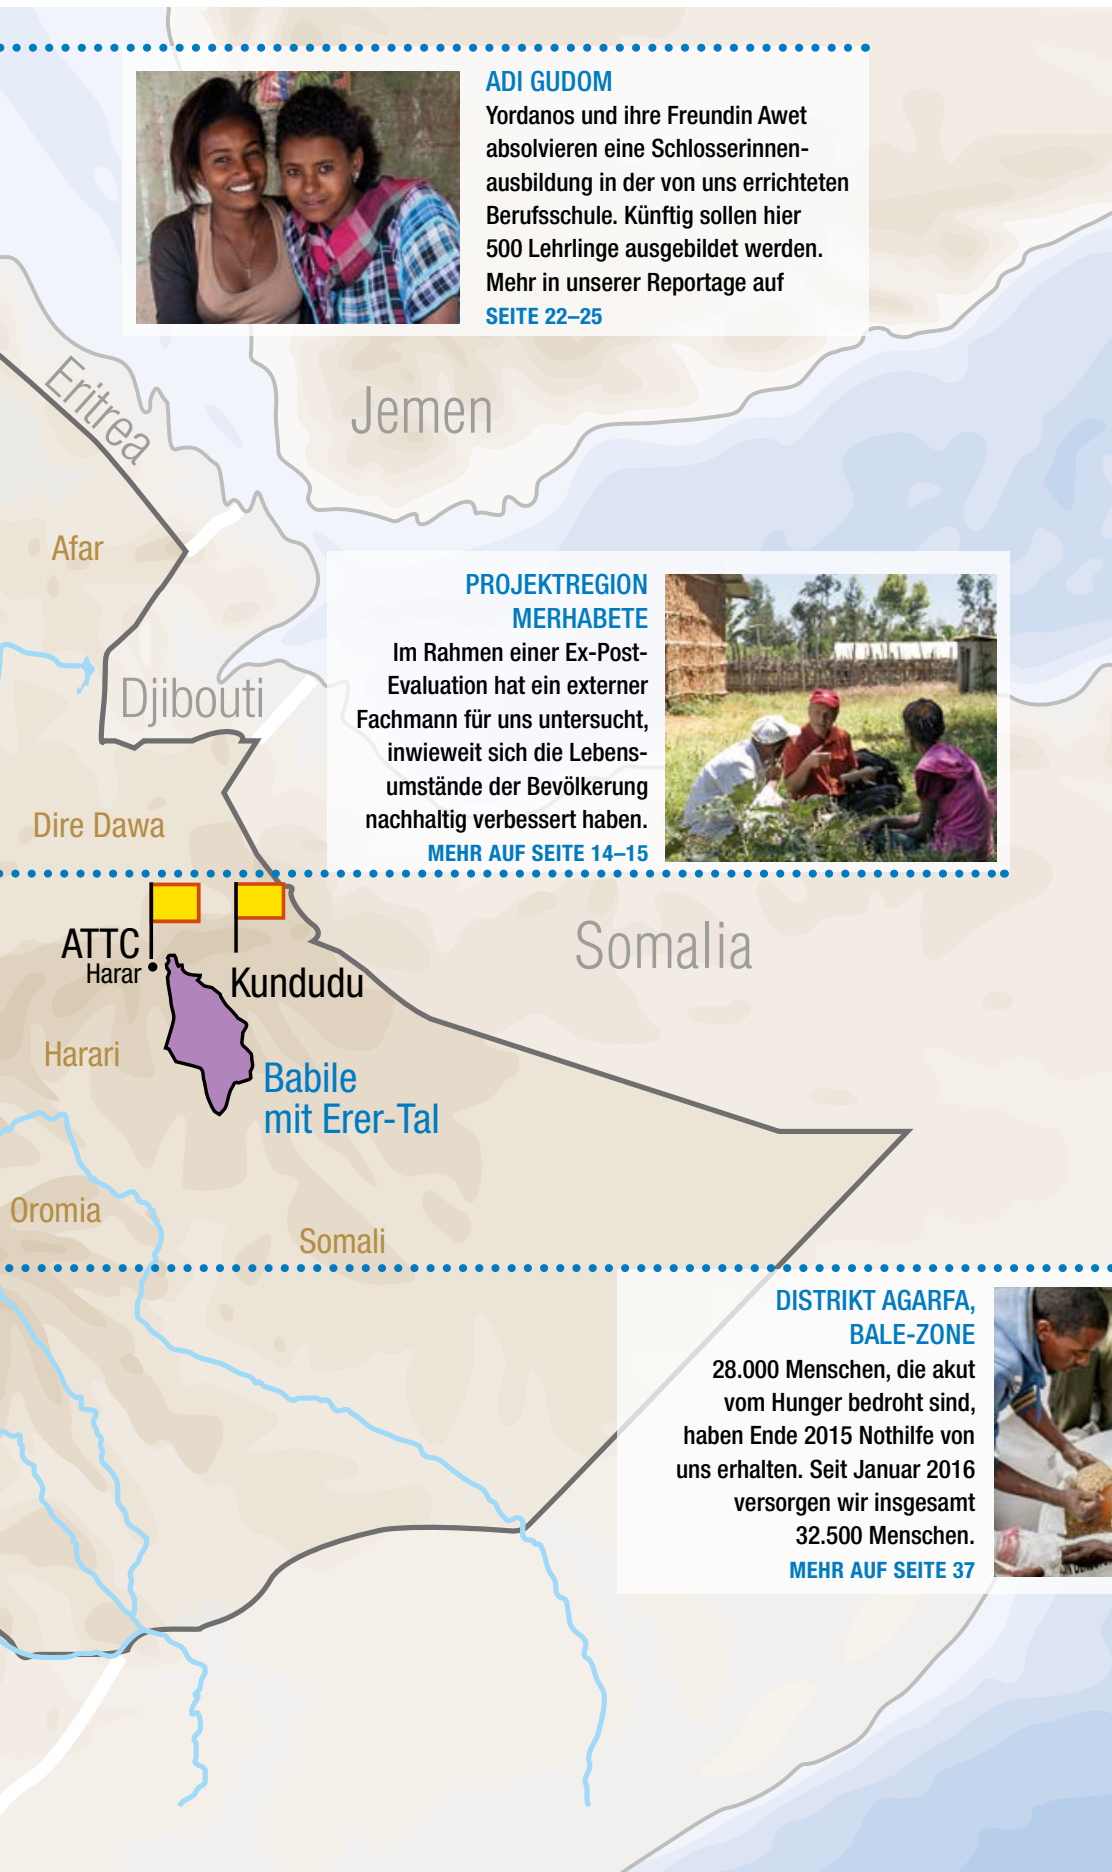 ADI GUDOM
Yordanos und ihre Freundin Awet
absolvieren eine Schlosserinnen-
ausbildung in der von uns errichteten
Berufsschule. Künftig sollen hier
500 Lehrlinge ausgebildet werden.
Mehr in unserer Reportage auf
SEITE 22–25
Eritrea
Jemen
Afar
PROJEKTREGION
MERHABETE
Im Rahmen einer Ex-Post-
Evaluation hat ein externer
Fachmann für uns untersucht,
inwieweit sich die Lebens-
umstände der Bevölkerung
nachhaltig verbessert haben.
MEHR AUF SEITE 14–15
Djibouti
Dire Dawa
ATTC
Harar
Kundudu
Somalia
Harari
Babile
mit Erer-Tal
Oromia
Somali
DISTRIKT AGARFA,
BALE-ZONE
28.000 Menschen, die akut
vom Hunger bedroht sind,
haben Ende 2015 Nothilfe von
uns erhalten. Seit Januar 2016
versorgen wir insgesamt
32.500 Menschen.
MEHR AUF SEITE 37